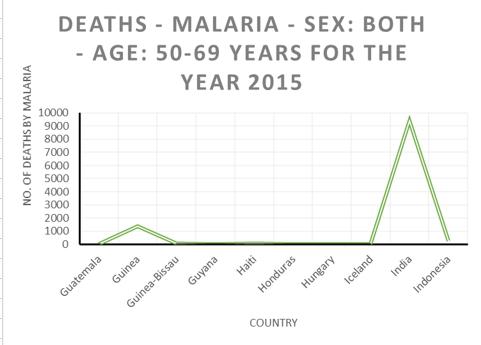 DEATHS - MALARIA - SEX: BOTH
- AGE: 50-69 YEARS FOR THE
YEAR 2015
NO. OF DEATHS BY MALARIA
10000
9000
8000
7000
6000
5000
4000
3000
2000
1000
0
Guatemala
Guinea
Guinea-Bissau
Guyana
Haiti
Honduras
Hungary
Iceland
India
Indonesia
COUNTRY